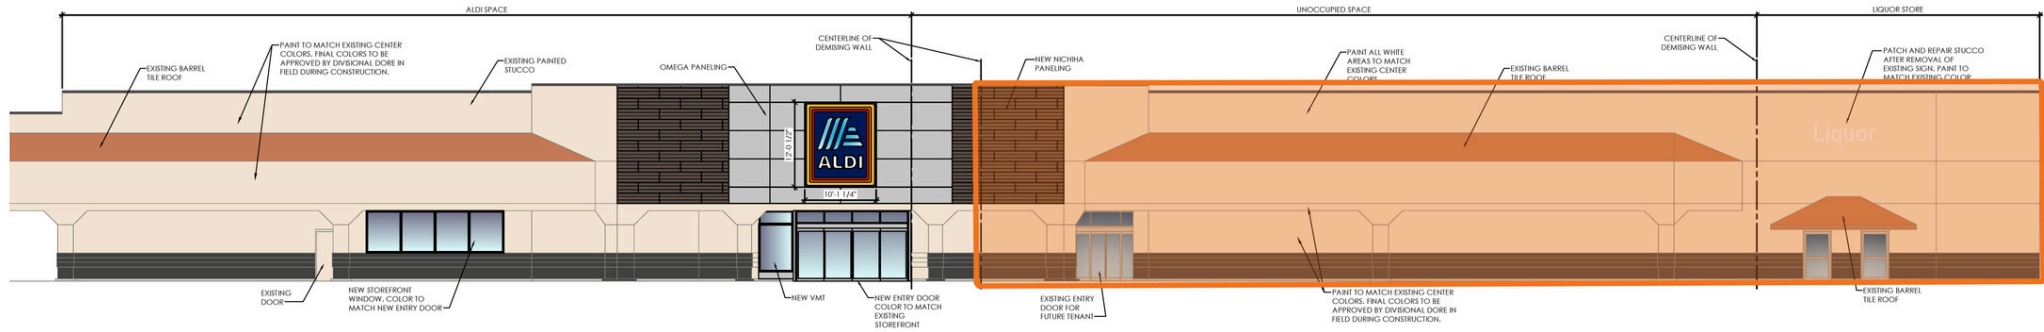 ALDI SPACE
UNOCCUPIED SPACE
LIQUOR STORE
PAINT TO MATCH EXISTING CENTER
COLORS. FINAL COLORS TO BE
APPROVED BY DIVISIONAL DORE IN
FIELD DURING CONSTRUCTION.
EXISTING BARREL
TILE ROOF
EXISTING PAINTED
STUCCO
OMEGA PANELING
CENTERLINE OF
DEMISING WALL
NEW NICHIHA
PANELING
PAINT ALL WHITE
AREAS TO MATCH
EXISTING CENTER
COLORS
EXISTING BARREL
TILE ROOF
CENTERLINE OF
DEMISING WALL
PATCH AND REPAIR STUCCO
AFTER REMOVAL OF
EXISTING SIGN. PAINT TO
MATCH EXISTING COLOR
12'-0 1/2"
ALDI
10'-1 1/4"
Liquor
EXISTING
DOOR
NEW STOREFRONT
WINDOW. COLOR TO
MATCH NEW ENTRY DOOR
NEW VMT
NEW ENTRY DOOR
COLOR TO MATCH
EXISTING
STOREFRONT
EXISTING ENTRY
DOOR FOR
FUTURE TENANT
PAINT TO MATCH EXISTING CENTER
COLORS. FINAL COLORS TO BE
APPROVED BY DIVISIONAL DORE IN
FIELD DURING CONSTRUCTION.
EXISTING BARREL
TILE ROOF